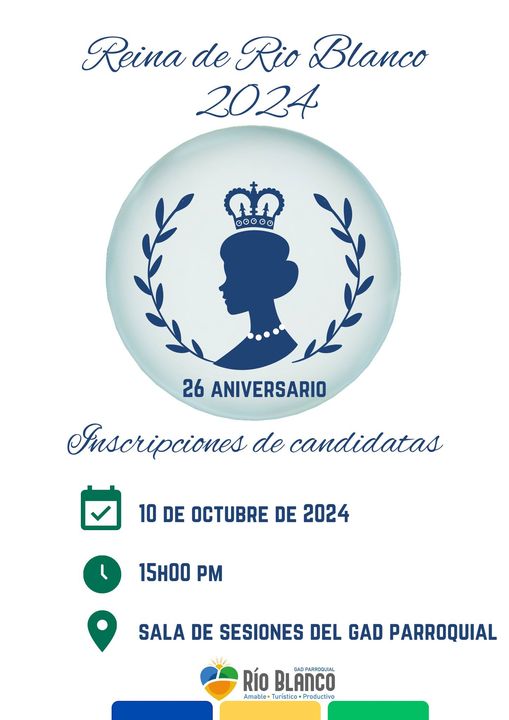 Reina de Rio Blanco
2024
26 ANIVERSARIO
Inscripciones de candidatas
10 DE OCTUBRE DE 2024
15H00 PM
SALA DE SESIONES DEL GAD PARROQUIAL
GAD PARROQUIAL
RÍO BLANCO
Amable • Turístico • Productivo